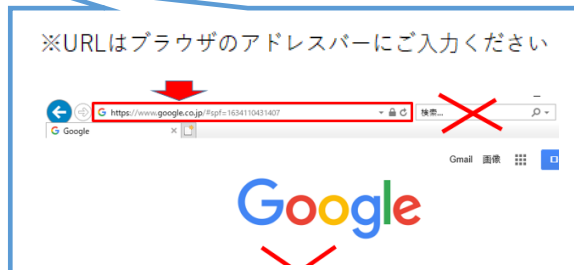 ※URLはブラウザのアドレスバーにご入力ください
https://www.google.co.jp/#spf=1634110431407
検索...
G Google
Gmail 画像
Google